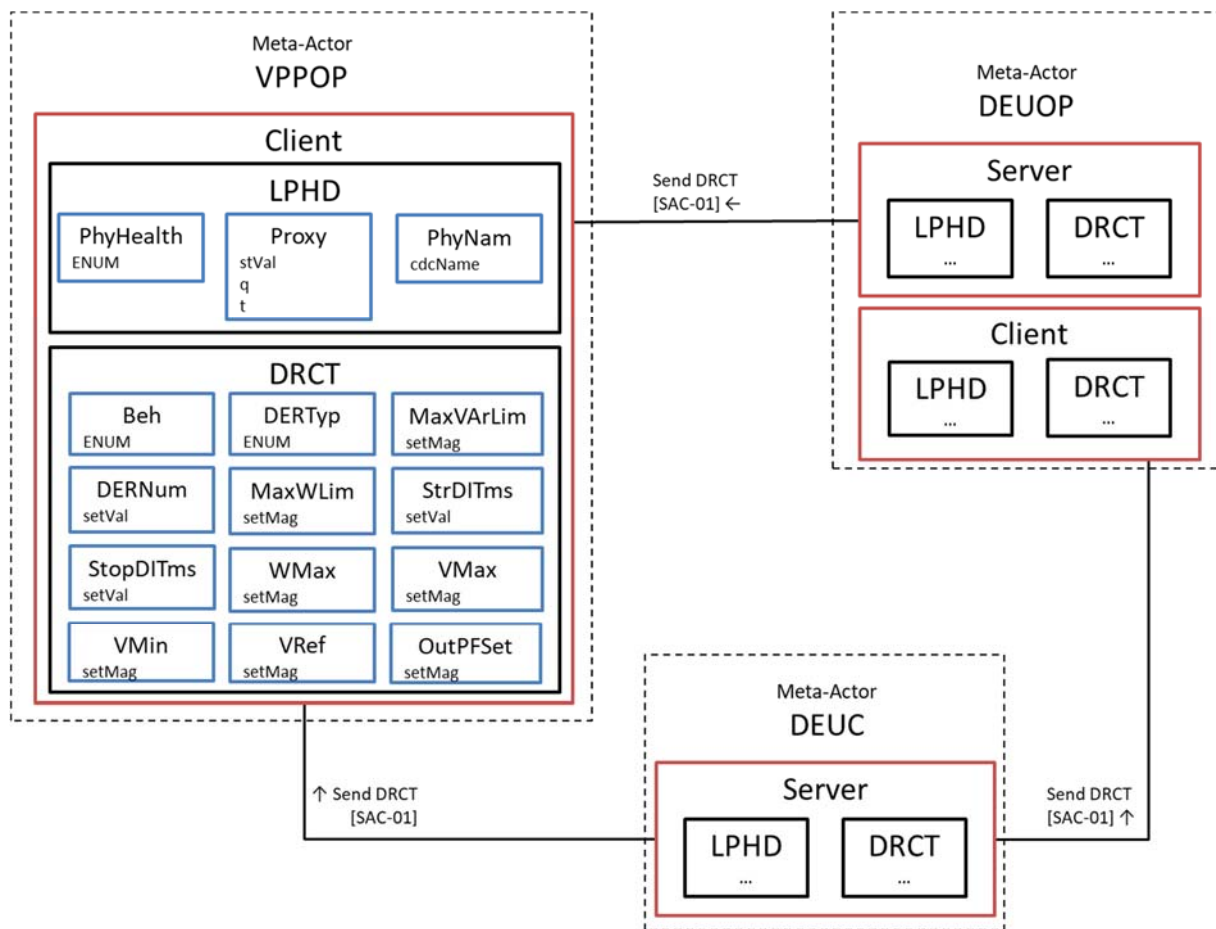 Meta-Actor
VPPOP
Client
LPHD
PhyHealth
ENUM
Proxy
stVal
q
t
PhyNam
cdcName
DRCT
Beh
ENUM
DERTyp
ENUM
MaxVArLim
setMag
DERNum
setVal
MaxWLim
setMag
StrDITms
setVal
StopDITms
setVal
WMax
setMag
VMax
setMag
VMin
setMag
VRef
setMag
OutPFSet
setMag
Send DRCT
[SAC-01] ←
Meta-Actor
DEUOP
Server
LPHD
...
DRCT
...
Client
LPHD
...
DRCT
...
↑ Send DRCT
[SAC-01]
Meta-Actor
DEUC
Server
LPHD
...
DRCT
...
Send DRCT
[SAC-01] ↑